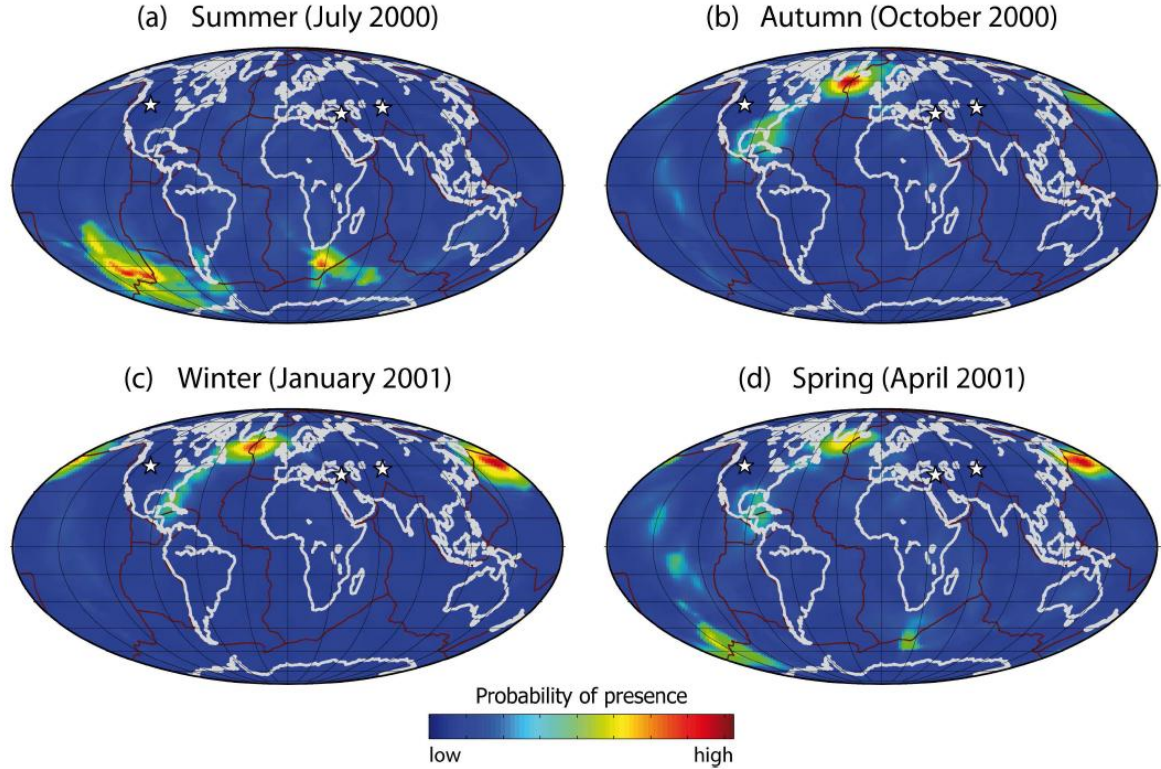 (a) Summer (July 2000)
(b) Autumn (October 2000)
(c) Winter (January 2001)
(d) Spring (April 2001)
Probability of presence
low
high